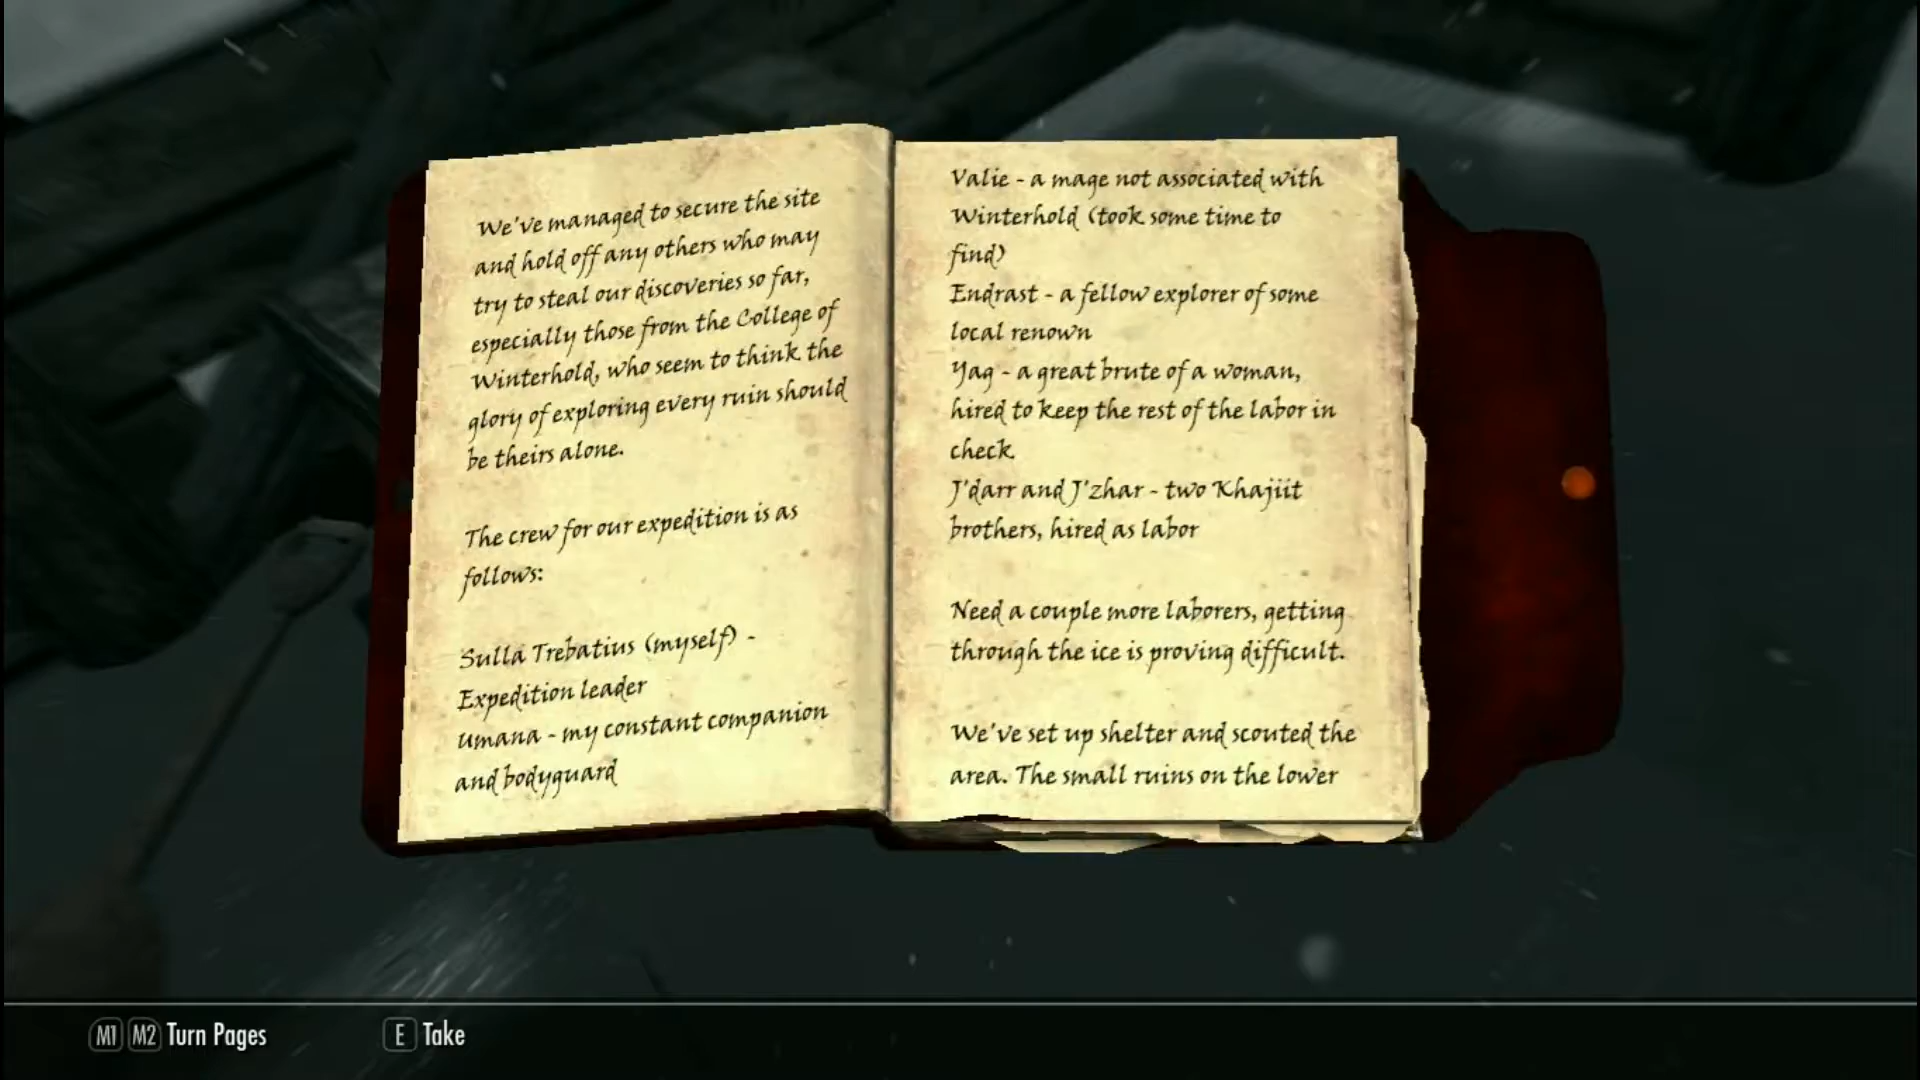 We've managed to secure the site
and hold off any others who may
try to steal our discoveries so far,
especially those from the College of
Winterhold, who seem to think the
glory of exploring every ruin should
be theirs alone.
The crew for our expedition is as
follows:
Sulla Trebatius (myself) -
Expedition leader
Umana - my constant companion
and bodyguard
Valie - a mage not associated with
Winterhold (took some time to
find)
Endrast - a fellow explorer of some
local renown
Yag - a great brute of a woman,
hired to keep the rest of the labor in
check.
J'darr and J'zhar - two Khajiit
brothers, hired as labor
Need a couple more laborers, getting
through the ice is proving difficult.
We've set up shelter and scouted the
area. The small ruins on the lower
M1 M2 Turn Pages
E Take